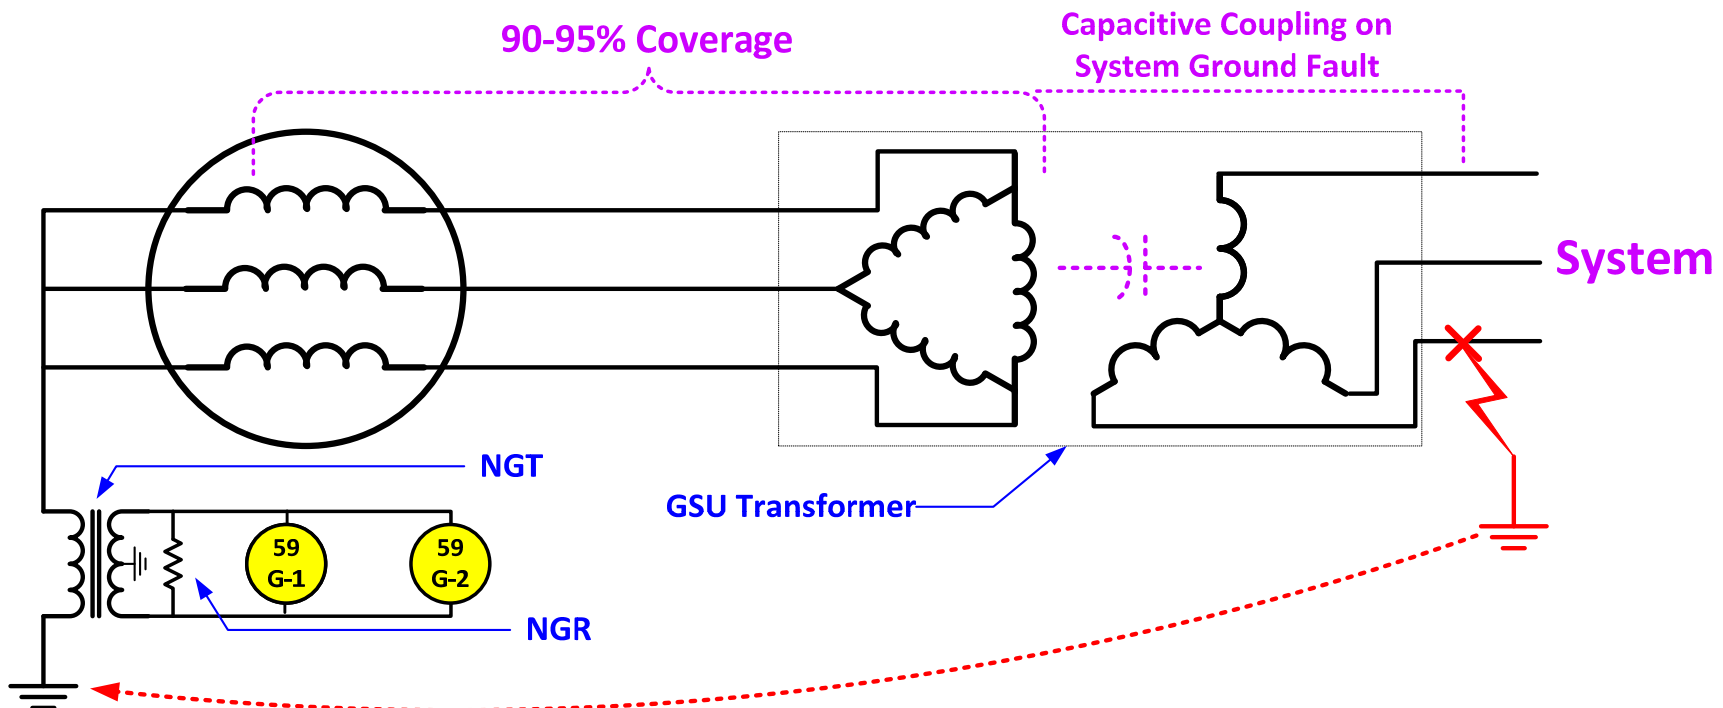 90-95% Coverage
Capacitive Coupling on
System Ground Fault
System
NGT
GSU Transformer
59
G-1
59
G-2
NGR